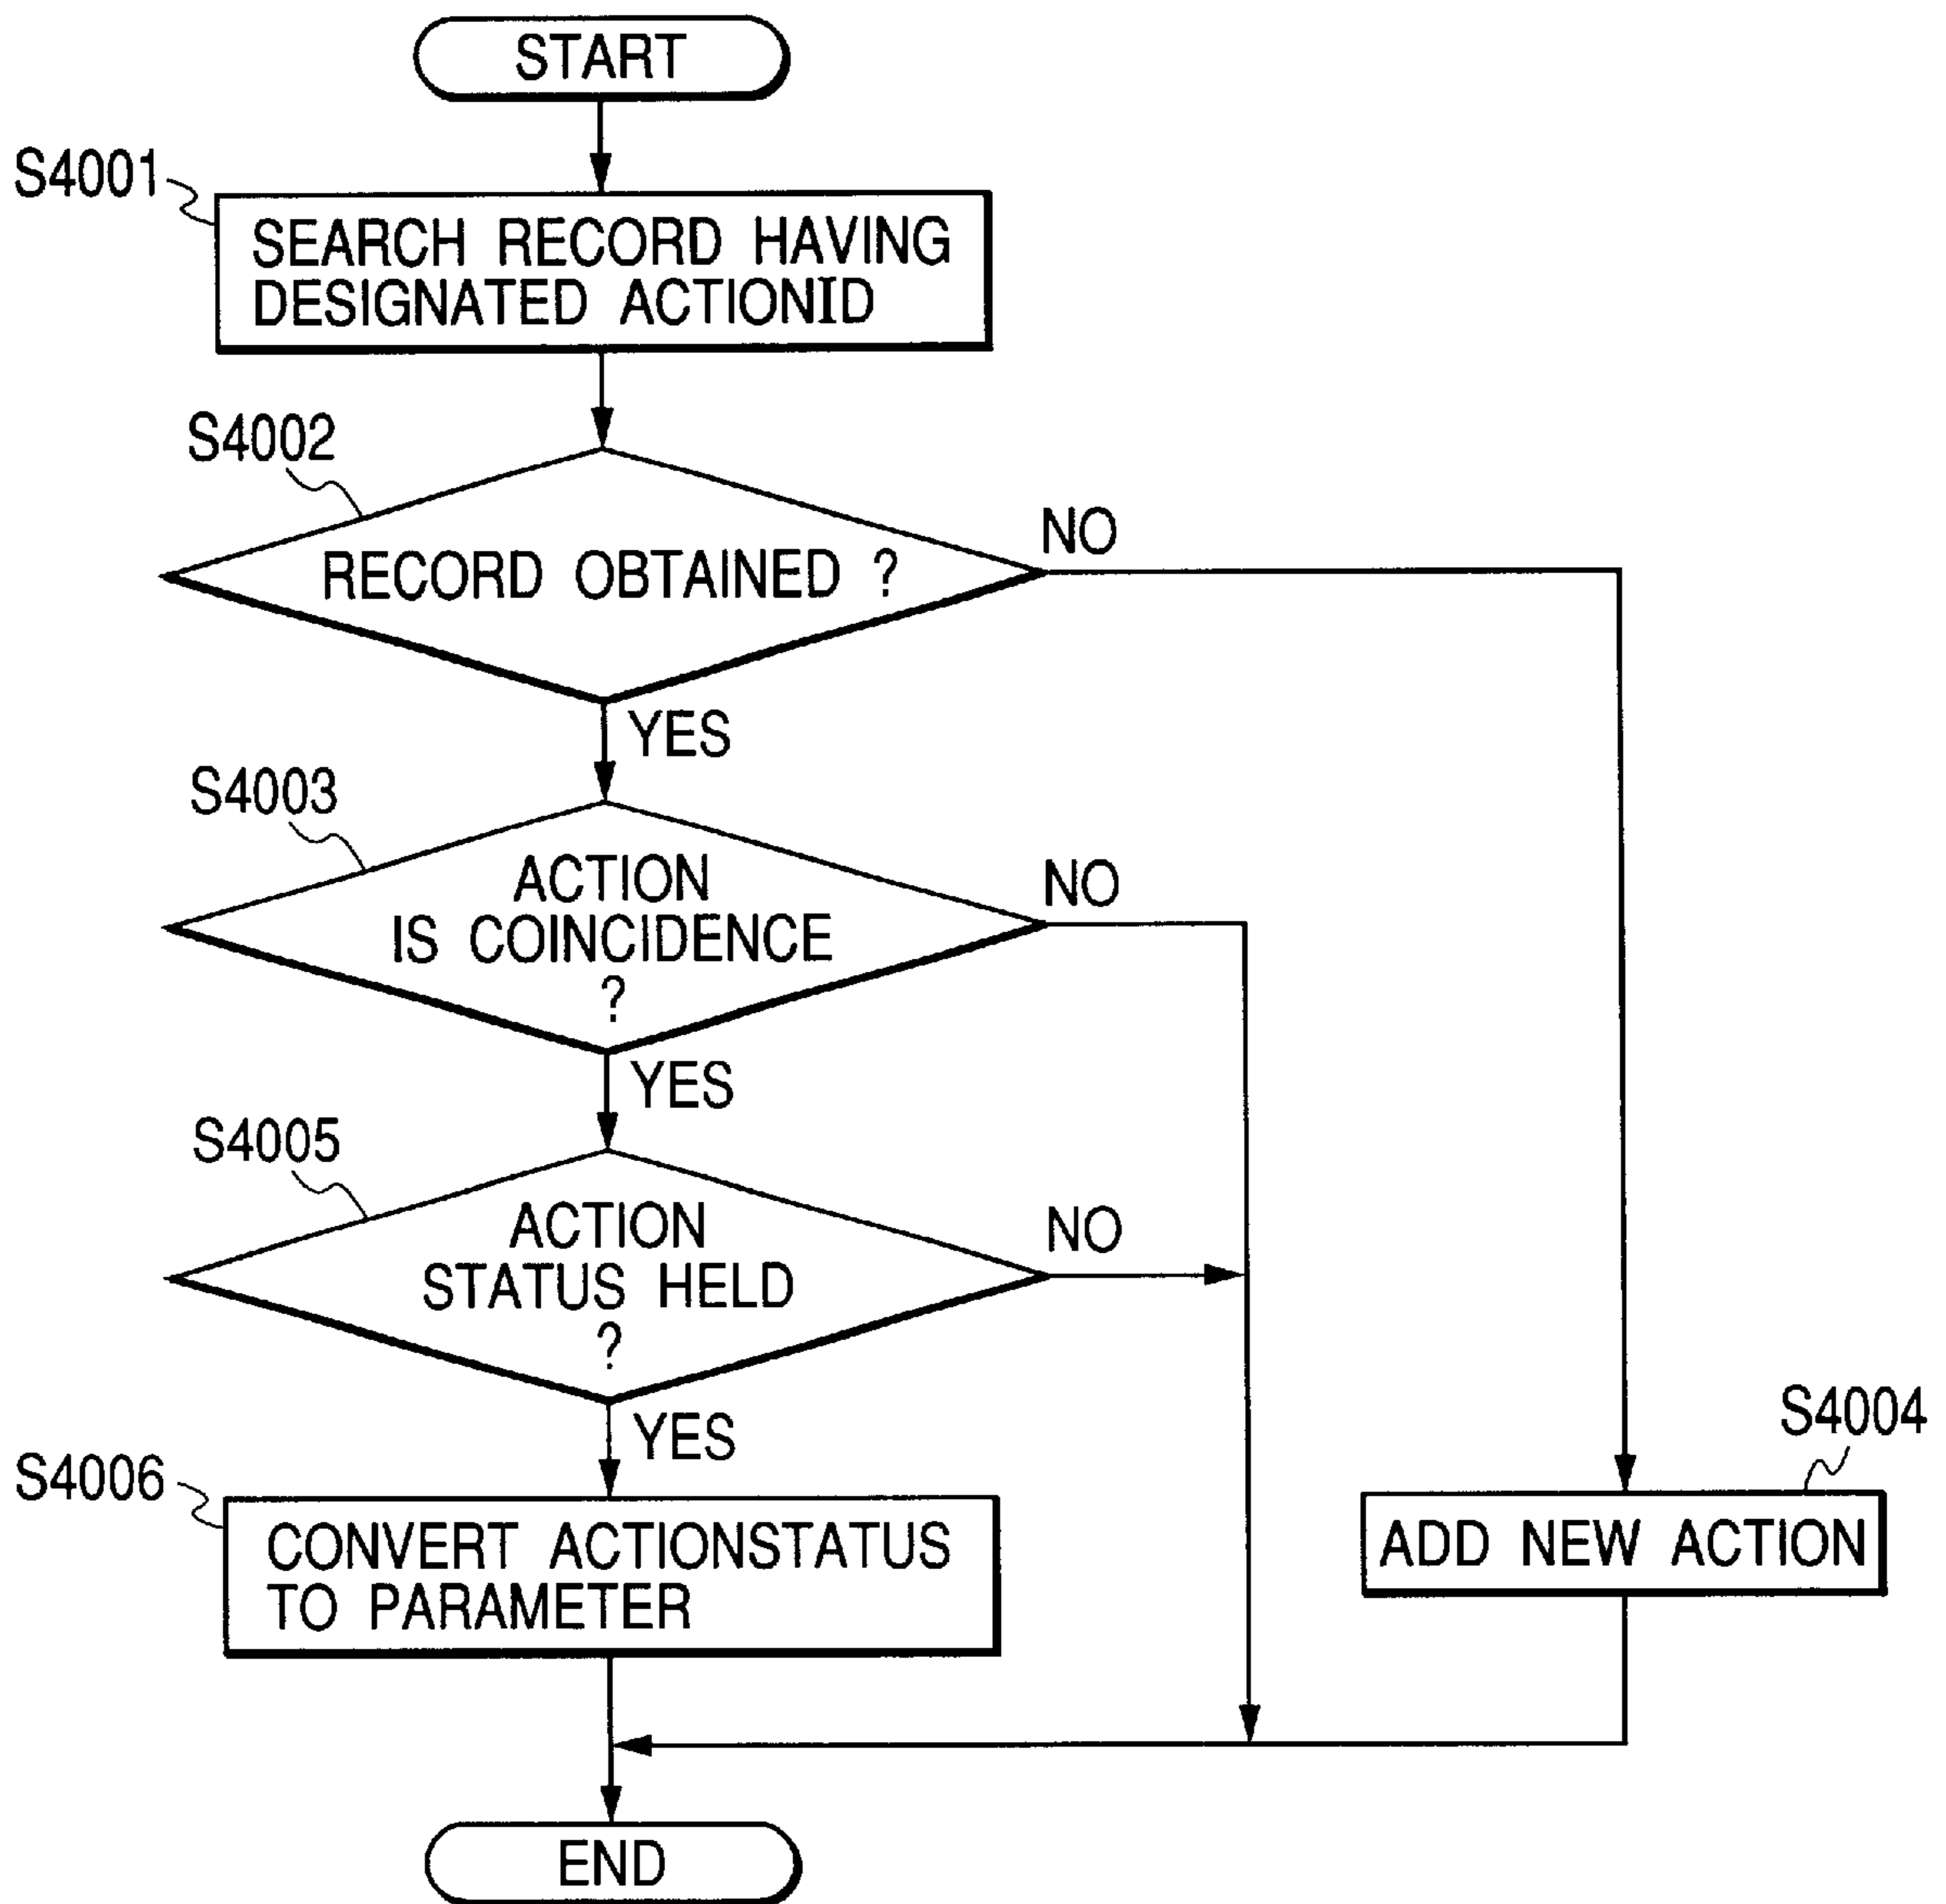 START
S4001
SEARCH RECORD HAVING
DESIGNATED ACTIONID
S4002
RECORD OBTAINED ?
NO
YES
S4003
ACTION
IS COINCIDENCE
?
NO
YES
S4005
ACTION
STATUS HELD
?
NO
YES
S4006
CONVERT ACTIONSTATUS
TO PARAMETER
S4004
ADD NEW ACTION
END